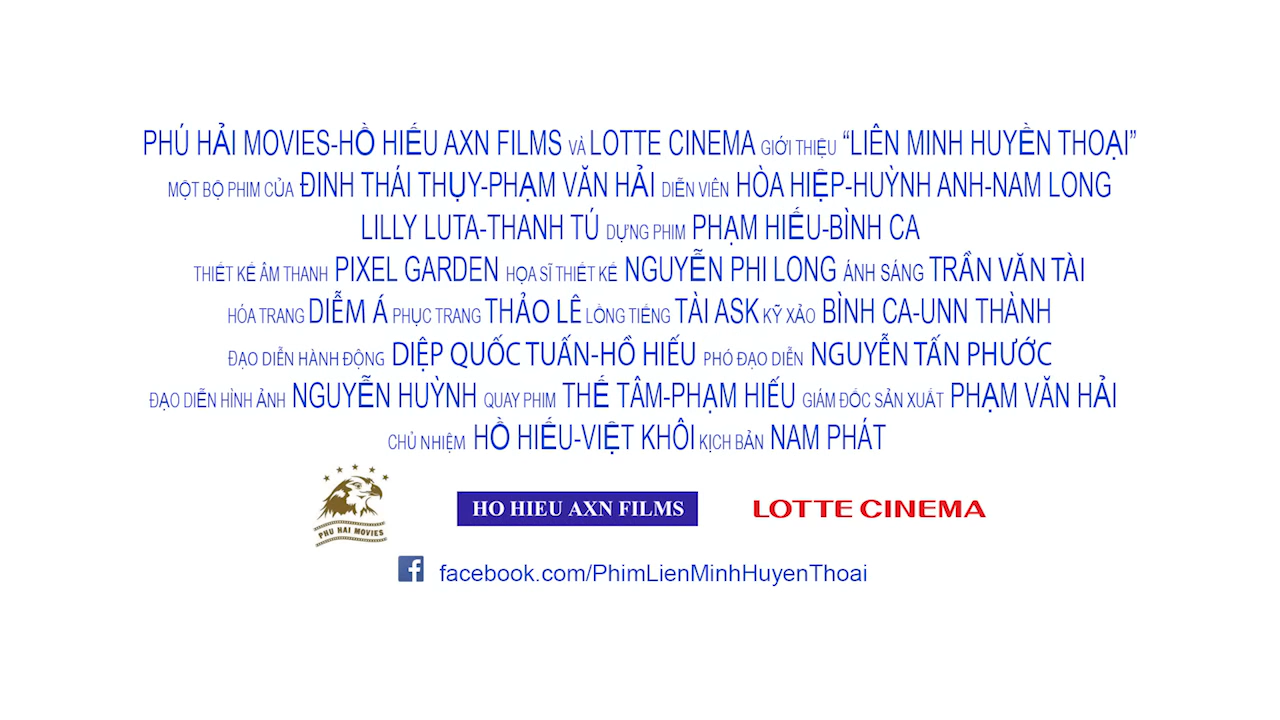 PHÚ HẢI MOVIES-HỒ HIẾU AXN FILMS VÀ LOTTE CINEMA GIỚI THIỆU “LIÊN MINH HUYỀN THOẠI”
MỘT BỘ PHIM CỦA ĐINH THÁI THỤY-PHẠM VĂN HẢI DIỄN VIÊN HÒA HIỆP-HUỲNH ANH-NAM LONG
LILLY LUTA-THANH TÚ DỰNG PHIM PHẠM HIẾU-BÌNH CA
THIẾT KẾ ÂM THANH PIXEL GARDEN HỌA SĨ THIẾT KẾ NGUYỄN PHI LONG ÁNH SÁNG TRẦN VĂN TÀI
HÓA TRANG DIỄM Á PHỤC TRANG THẢO LÊ LỒNG TIẾNG TÀI ASK KỸ XẢO BÌNH CA-UNN THÀNH
ĐẠO DIỄN HÀNH ĐỘNG DIỆP QUỐC TUẤN-HỒ HIẾU PHÓ ĐẠO DIỄN NGUYỄN TẤN PHƯỚC
ĐẠO DIỄN HÌNH ẢNH NGUYỄN HUỲNH QUAY PHIM THẾ TÂM-PHẠM HIẾU GIÁM ĐỐC SẢN XUẤT PHẠM VĂN HẢI
CHỦ NHIỆM HỒ HIẾU-VIỆT KHÔI KỊCH BẢN NAM PHÁT
PHU HAI MOVIES
HO HIEU AXN FILMS
LOTTE CINEMA
facebook.com/PhimLienMinhHuyenThoai